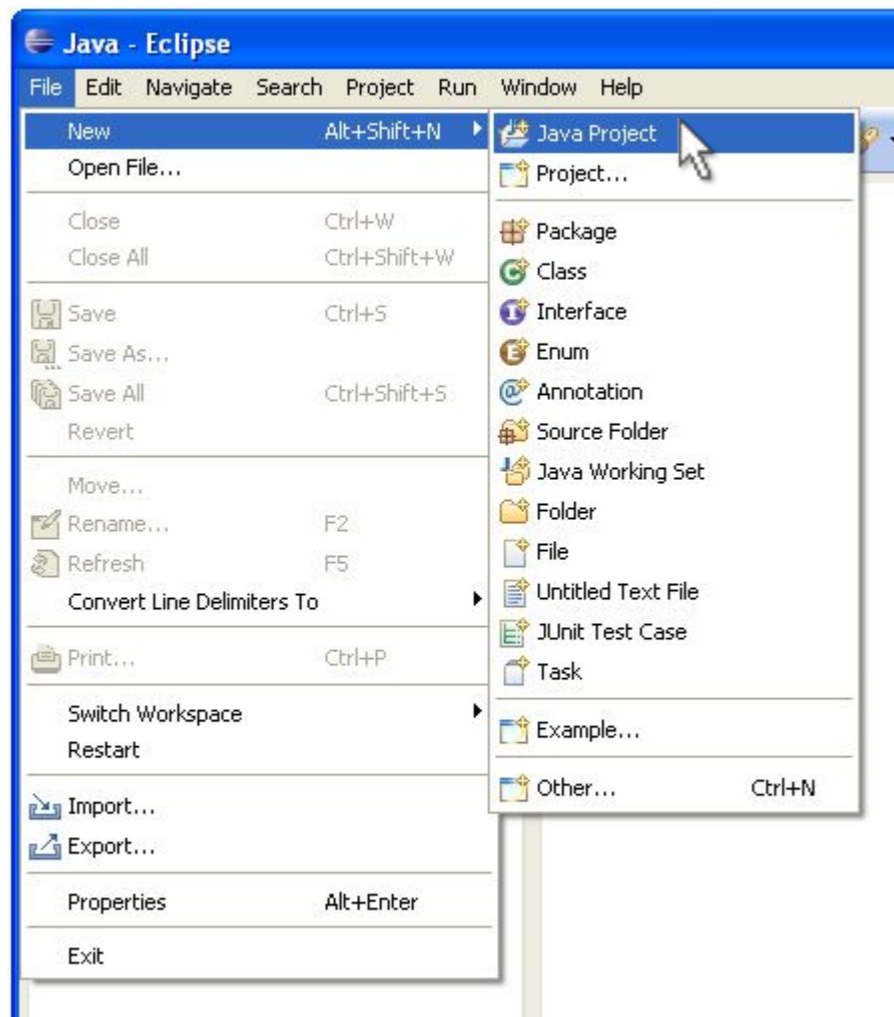 Java - Eclipse
File Edit Navigate Search Project Run Window Help
New Alt+Shift+N
Open File...
Close Ctrl+W
Close All Ctrl+Shift+W
Save Ctrl+S
Save As...
Save All Ctrl+Shift+S
Revert
Move...
Rename... F2
Refresh F5
Convert Line Delimiters To
Print... Ctrl+P
Switch Workspace
Restart
Import...
Export...
Properties Alt+Enter
Exit
Java Project
Project...
Package
Class
Interface
Enum
Annotation
Source Folder
Java Working Set
Folder
File
Untitled Text File
JUnit Test Case
Task
Example...
Other... Ctrl+N